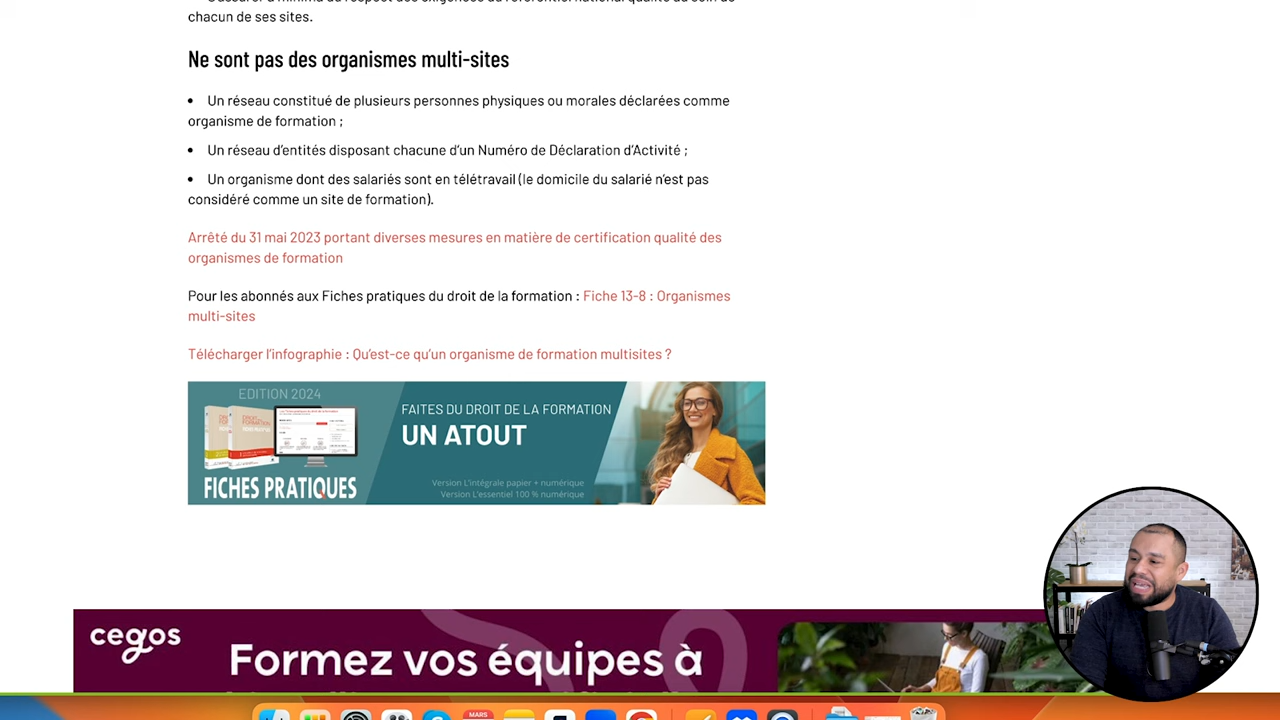 chacun de ses sites.
Ne sont pas des organismes multi-sites
• Un réseau constitué de plusieurs personnes physiques ou morales déclarées comme
organisme de formation ;
• Un réseau d’entités disposant chacune d’un Numéro de Déclaration d’Activité ;
• Un organisme dont des salariés sont en télétravail (le domicile du salarié n’est pas
considéré comme un site de formation).
Arrêté du 31 mai 2023 portant diverses mesures en matière de certification qualité des
organismes de formation
Pour les abonnés aux Fiches pratiques du droit de la formation : Fiche 13-8 : Organismes
multi-sites
Télécharger l’infographie : Qu’est-ce qu’un organisme de formation multisites ?
EDITION 2024
FICHES PRATIQUES
FAITES DU DROIT DE LA FORMATION
UN ATOUT
Version L’intégrale papier + numérique
Version L’essentiel 100 % numérique
cegos
Formez vos équipes à
MARS